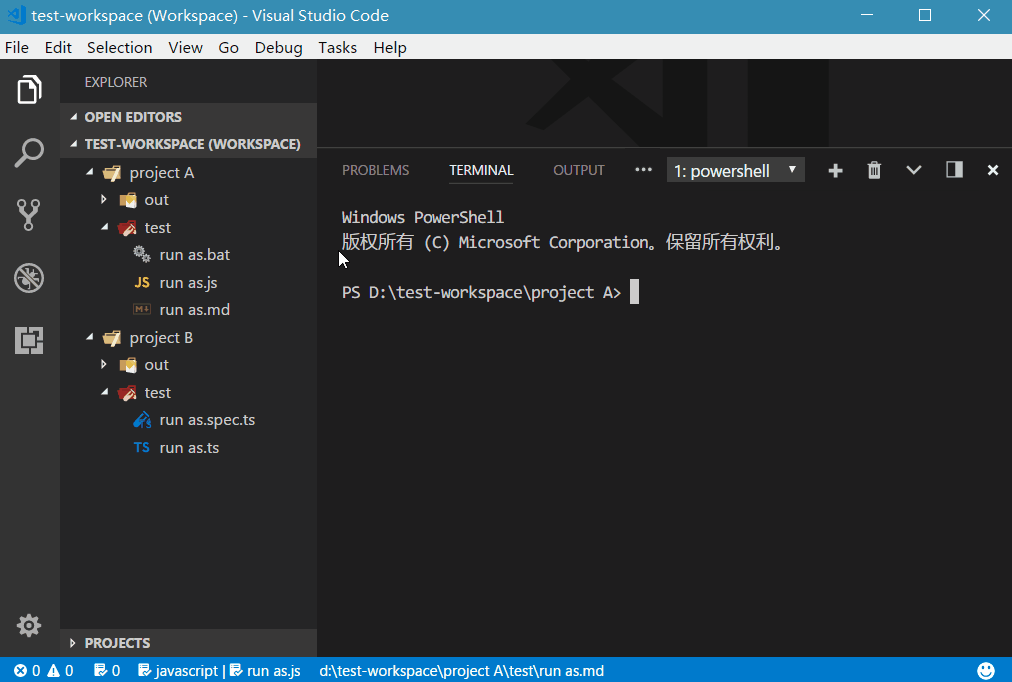 test-workspace (Workspace) - Visual Studio Code
File Edit Selection View Go Debug Tasks Help
EXPLORER
OPEN EDITORS
TEST-WORKSPACE (WORKSPACE)
project A
out
test
run as.bat
JS run as.js
M↓ run as.md
project B
out
test
run as.spec.ts
TS run as.ts
PROJECTS
PROBLEMS TERMINAL OUTPUT ••• 1: powershell
Windows PowerShell
版权所有 (C) Microsoft Corporation。保留所有权利。
PS D:\test-workspace\project A>
0 0 0 javascript | run as.js d:\test-workspace\project A\test\run as.md